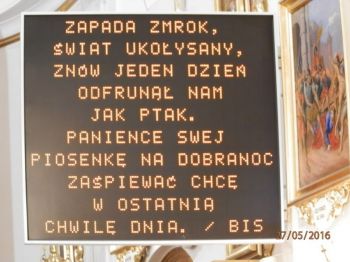 ZAPADA ZMROK,
ŚWIAT UKOŁYSANY,
ZNÓW JEDEN DZIEŃ
ODFRUNĄŁ NAM
JAK PTAK.
PANIENCE SWEJ
PIOSENKĘ NA DOBRANOC
ZAŚPIEWAĆ CHCĘ
W OSTATNIĄ
CHWILĘ DNIA. / BIS
7/05/2016